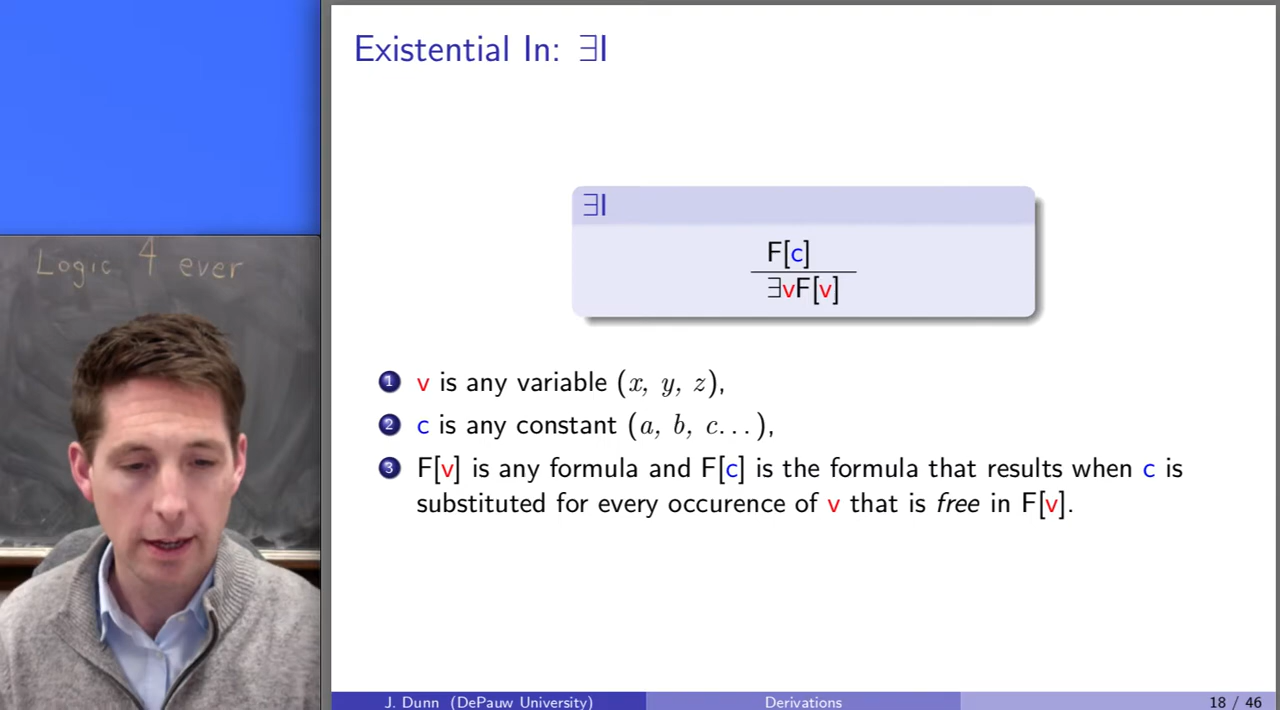 Existential In: ∃I
∃I
F[c]
∃vF[v]
1 v is any variable (x, y, z),
2 c is any constant (a, b, c...),
3 F[v] is any formula and F[c] is the formula that results when c is
substituted for every occurence of v that is free in F[v].
Logic 4 ever
J. Dunn (DePauw University) Derivations 18 / 46